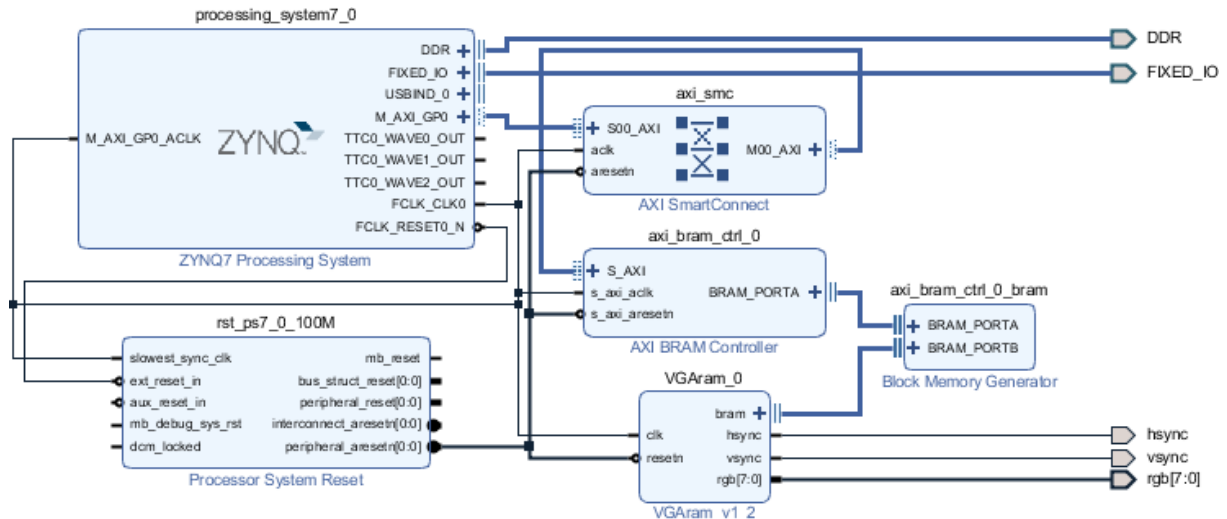 processing_system7_0
DDR
FIXED_IO
USBIND_0
M_AXI_GP0
M_AXI_GP0_ACLK
ZYNQ
TTC0_WAVE0_OUT
TTC0_WAVE1_OUT
TTC0_WAVE2_OUT
FCLK_CLK0
FCLK_RESET0_N
ZYNQ7 Processing System
DDR
FIXED_IO
axi_smc
S00_AXI
aclk
aresetn
M00_AXI
AXI SmartConnect
axi_bram_ctrl_0
S_AXI
s_axi_aclk
s_axi_aresetn
BRAM_PORTA
AXI BRAM Controller
axi_bram_ctrl_0_bram
BRAM_PORTA
BRAM_PORTB
Block Memory Generator
rst_ps7_0_100M
slowest_sync_clk
ext_reset_in
aux_reset_in
mb_debug_sys_rst
dcm_locked
mb_reset
bus_struct_reset[0:0]
peripheral_reset[0:0]
interconnect_aresetn[0:0]
peripheral_aresetn[0:0]
Processor System Reset
VGAram_0
clk
resetn
bram
hsync
vsync
rgb[7:0]
VGAram_v1_2
hsync
vsync
rgb[7:0]